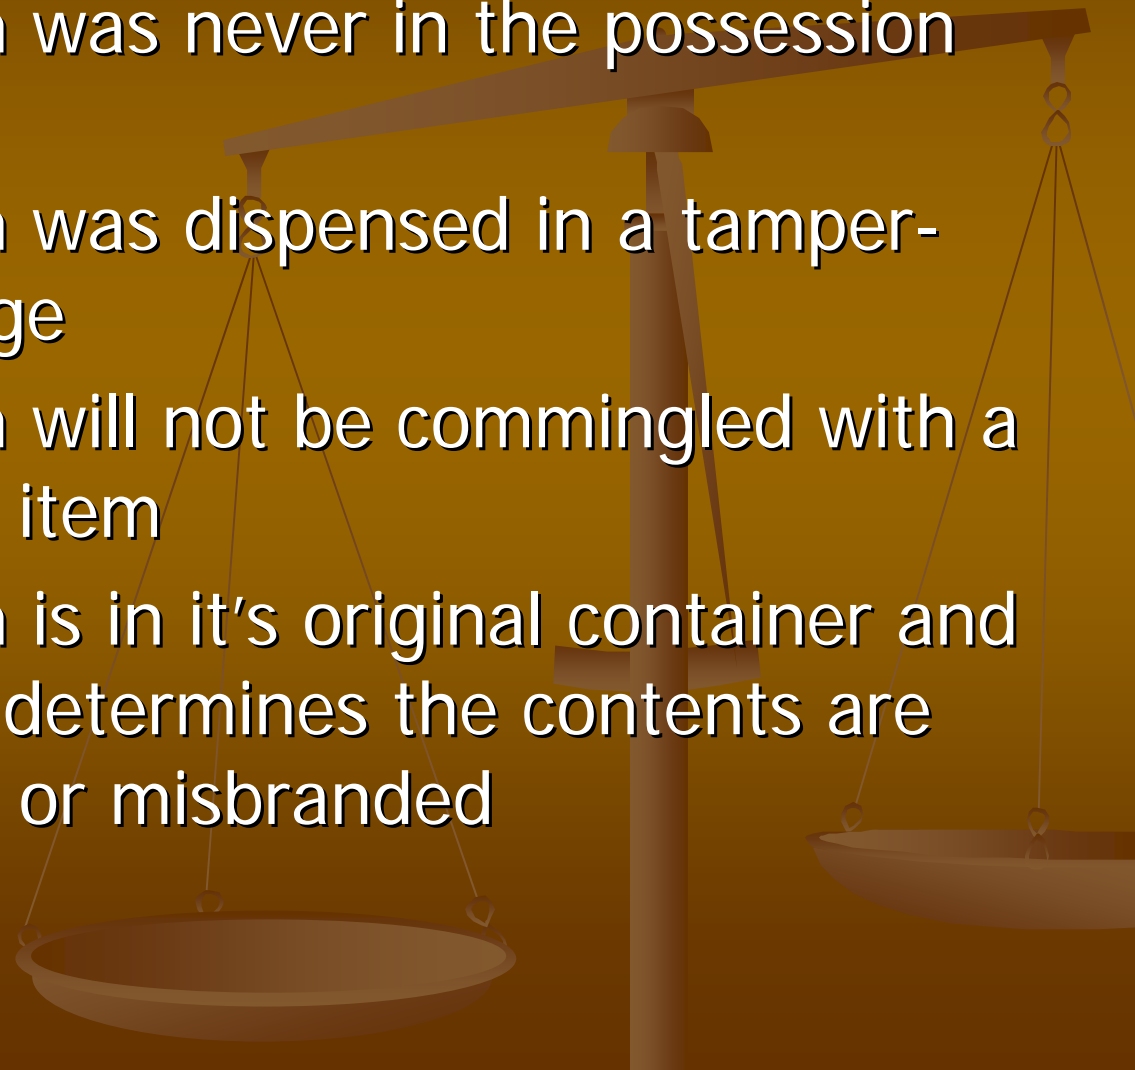 was never in the possession
was dispensed in a tamper-
ge
will not be commingled with a
item
is in it's original container and
determines the contents are
or misbranded